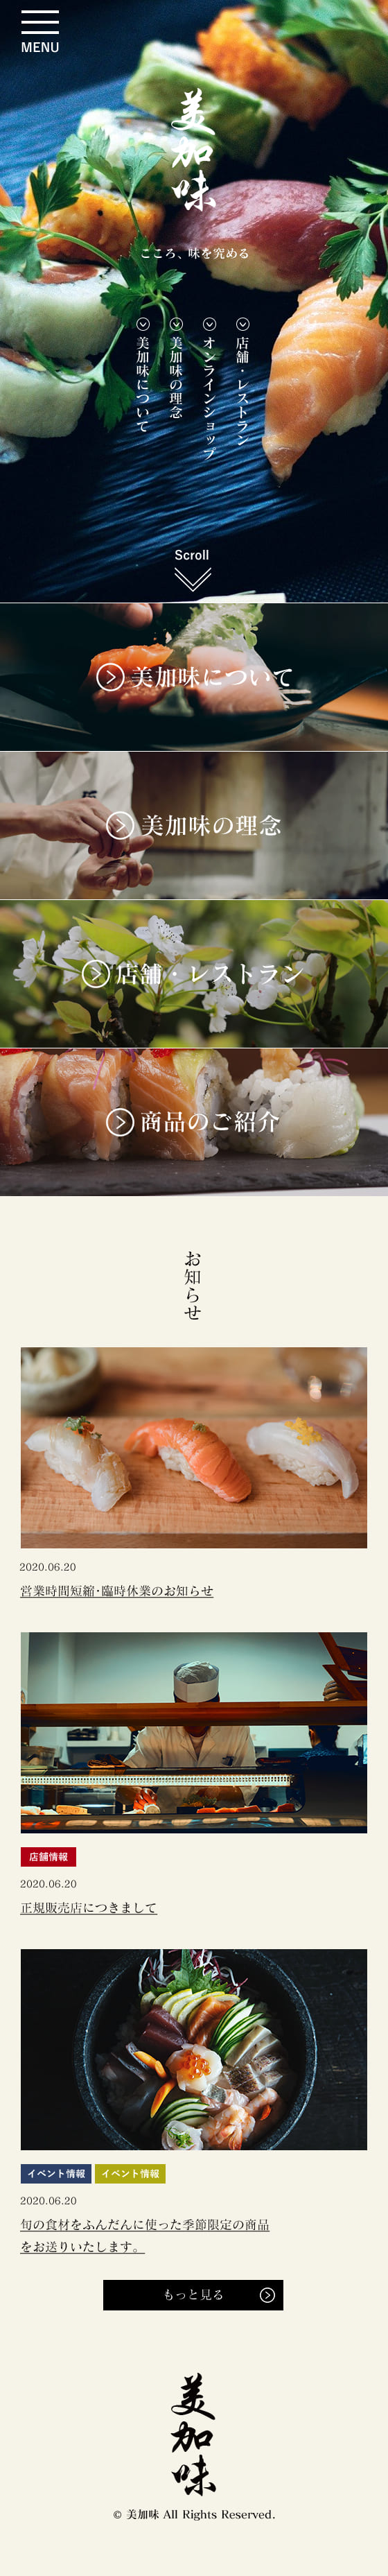 MENU
美加味
こころ、味を究める
店舗・レストラン
オンラインショップ
美加味の理念
美加味について
Scroll
美加味について
美加味の理念
店舗・レストラン
商品のご紹介
お知らせ
2020.06.20
営業時間短縮・臨時休業のお知らせ
店舗情報
2020.06.20
正規販売店につきまして
イベント情報 イベント情報
2020.06.20
旬の食材をふんだんに使った季節限定の商品
をお送りいたします。
もっと見る
美加味
© 美加味 All Rights Reserved.